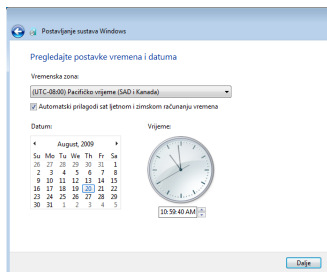 Postavljanje sustava Windows
Pregledajte postavke vremena i datuma
Vremenska zona:
(UTC-08:00) Pacifičko vrijeme (SAD i Kanada)
Automatski prilagodi sat ljetnom i zimskom računanju vremena
Datum:
Vrijeme:
August, 2009
Su Mo Tu We Th Fr Sa
26 27 28 29 30 31 1
2 3 4 5 6 7 8
9 10 11 12 13 14 15
16 17 18 19 20 21 22
23 24 25 26 27 28 29
30 31 1 2 3 4 5
10:59:40 AM
Dalje